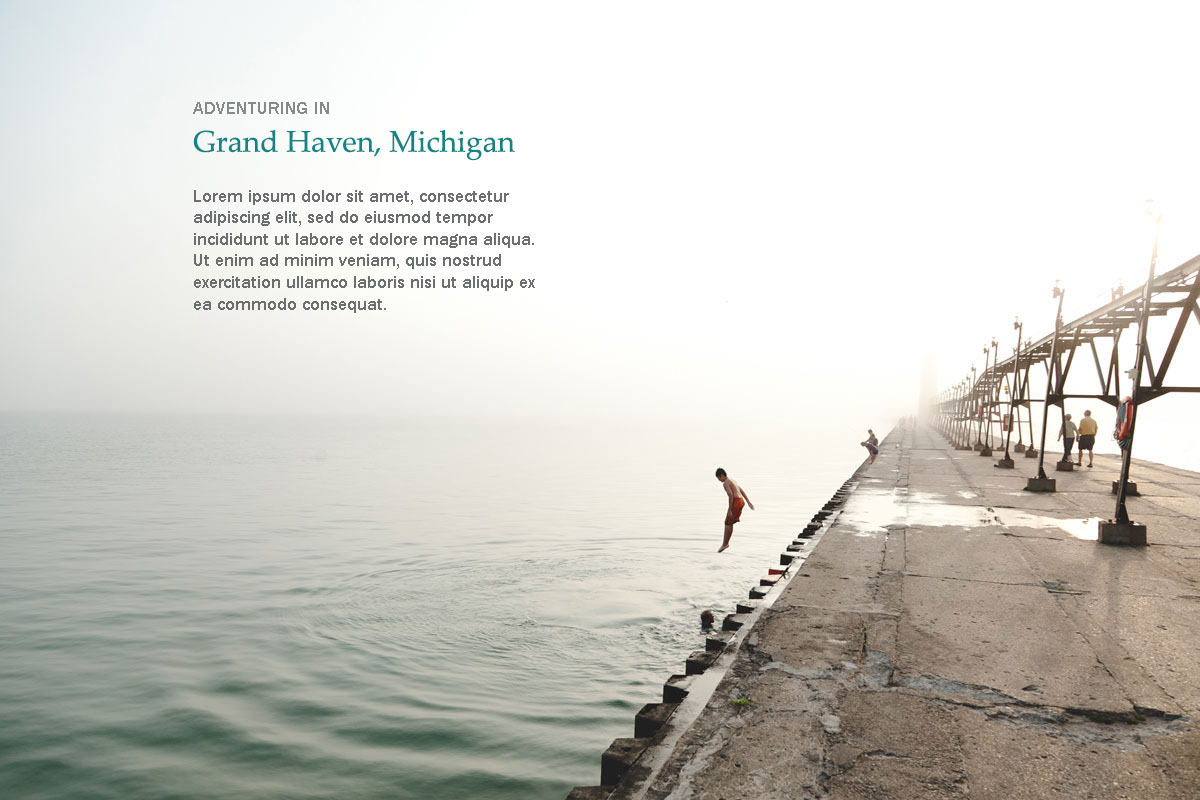 ADVENTURING IN
Grand Haven, Michigan
Lorem ipsum dolor sit amet, consectetur
adipiscing elit, sed do eiusmod tempor
incididunt ut labore et dolore magna aliqua.
Ut enim ad minim veniam, quis nostrud
exercitation ullamco laboris nisi ut aliquip ex
ea commodo consequat.